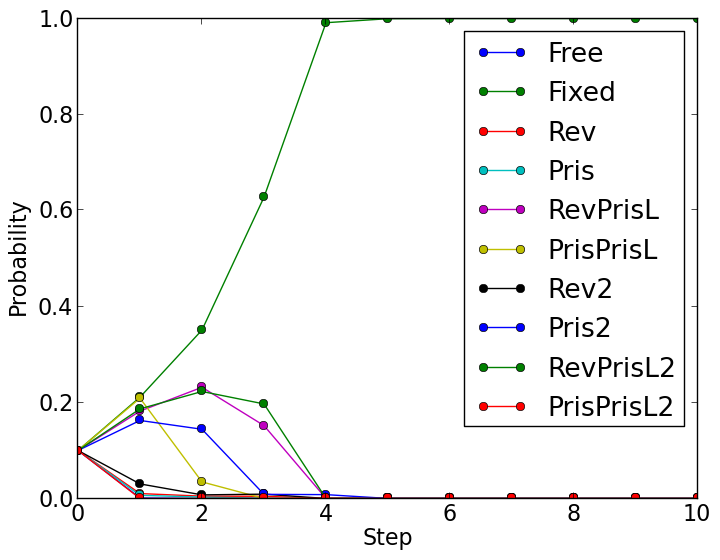 1.0
0.8
0.6
0.4
0.2
0.0
Probability
0 2 4 6 8 10
Step
Free
Fixed
Rev
Pris
RevPrisL
PrisPrisL
Rev2
Pris2
RevPrisL2
PrisPrisL2